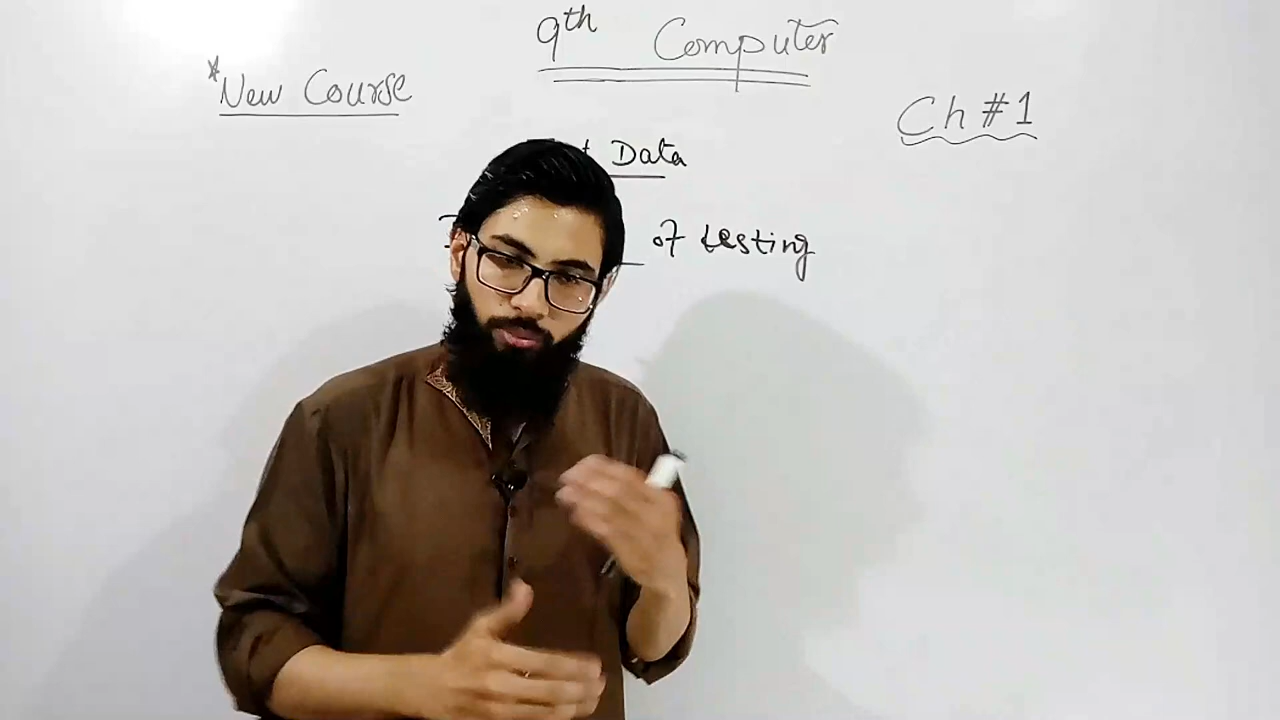 9th Computer
*New Course
Ch #1
Data
of testing